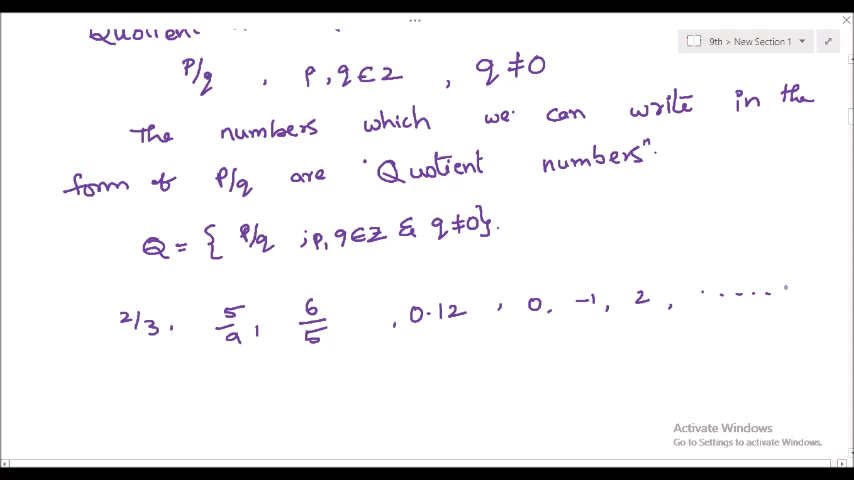 Quotient
9th > New Section 1
P/q , p, q ∈ Z , q ≠ 0
The numbers which we can write in the
form of P/q are "Quotient numbers".
Q = { P/q ; p, q ∈ Z & q ≠ 0}.
2/3, 5/9, 6/5, 0.12, 0, -1, 2, .......
Activate Windows
Go to Settings to activate Windows.